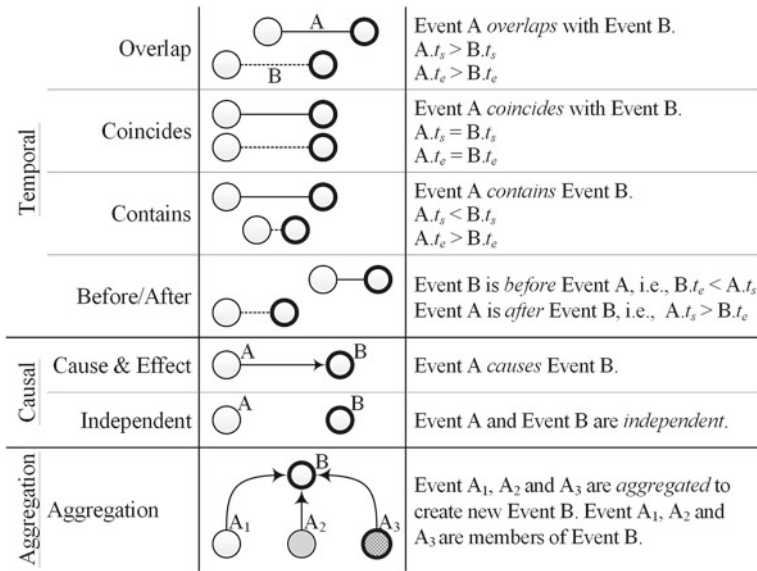 Temporal
Overlap
A
B
Event A overlaps with Event B.
A.tₛ > B.tₛ
A.tₑ > B.tₑ
Coincides
Event A coincides with Event B.
A.tₛ = B.tₛ
A.tₑ = B.tₑ
Contains
Event A contains Event B.
A.tₛ < B.tₛ
A.tₑ > B.tₑ
Before/After
Event B is before Event A, i.e., B.tₑ < A.tₛ
Event A is after Event B, i.e., A.tₛ > B.tₑ
Causal
Cause & Effect
A
B
Event A causes Event B.
Independent
A
B
Event A and Event B are independent.
Aggregation
Aggregation
B
A₁
A₂
A₃
Event A₁, A₂ and A₃ are aggregated to
create new Event B. Event A₁, A₂ and
A₃ are members of Event B.